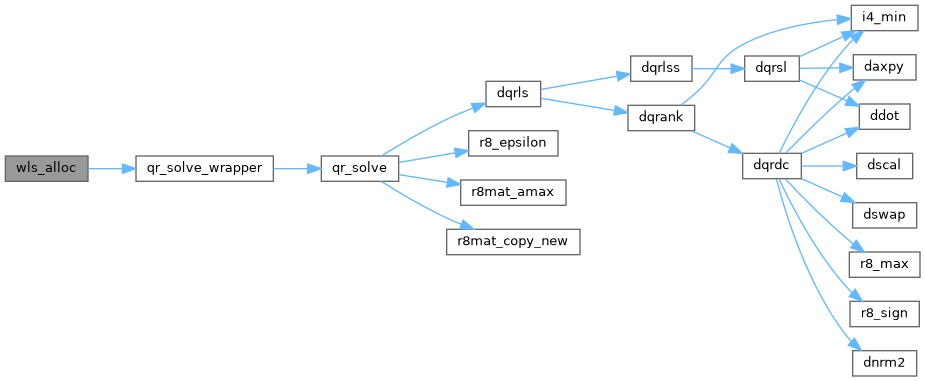 wls_alloc
qr_solve_wrapper
qr_solve
dqrls
r8_epsilon
r8mat_amax
r8mat_copy_new
dqrlss
dqrank
dqrsl
dqrdc
i4_min
daxpy
ddot
dscal
dswap
r8_max
r8_sign
dnrm2